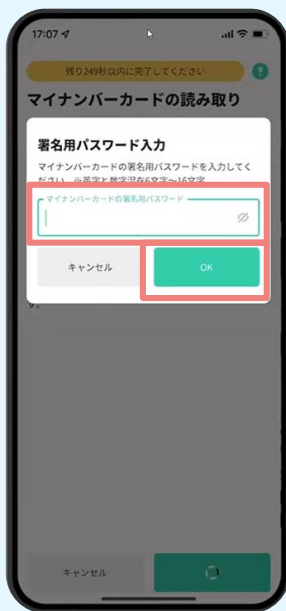 17:07
残り249秒以内に完了してください
?
マイナンバーカードの読み取り
署名用パスワード入力
マイナンバーカードの署名用パスワードを入力してく
ださい。※英字と数字混在6文字～16文字
マイナンバーカードの署名用パスワード
キャンセル
OK
す。
キャンセル